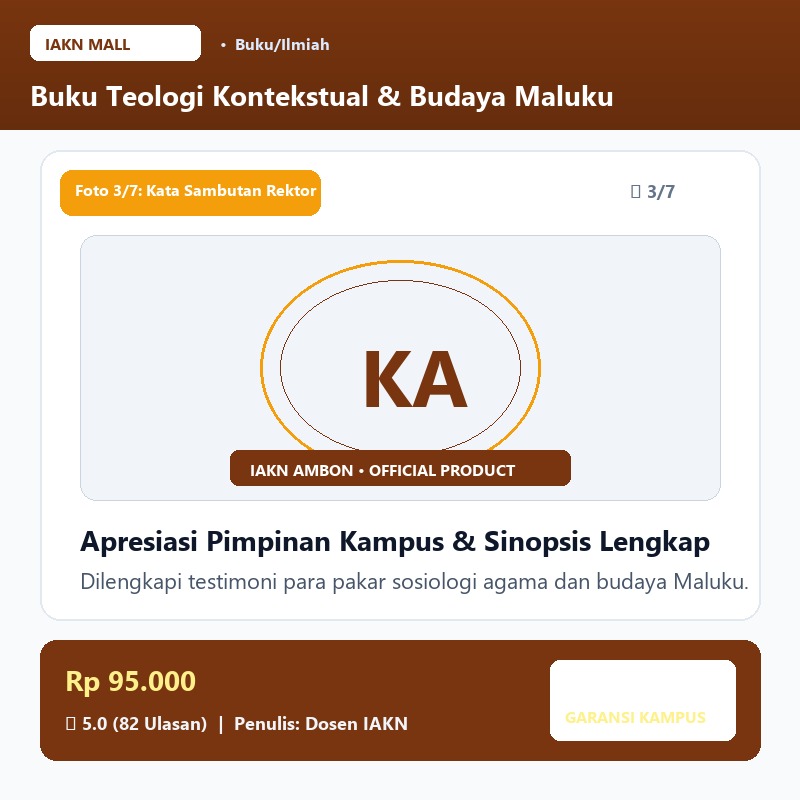 IAKN MALL
• Buku/Ilmiah
Buku Teologi Kontekstual & Budaya Maluku
Foto 3/7: Kata Sambutan Rektor
3/7
KA
IAKN AMBON • OFFICIAL PRODUCT
Apresiasi Pimpinan Kampus & Sinopsis Lengkap
Dilengkapi testimoni para pakar sosiologi agama dan budaya Maluku.
Rp 95.000
5.0 (82 Ulasan) | Penulis: Dosen IAKN
GARANSI KAMPUS